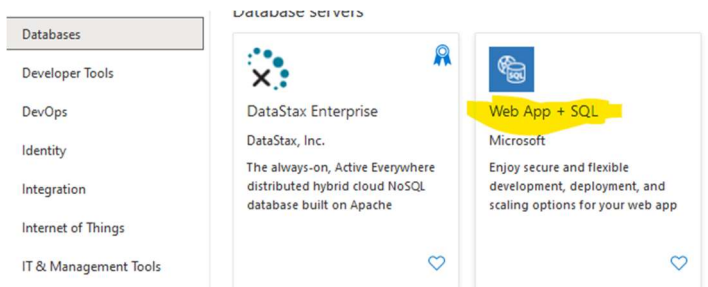 Database servers
Databases
Developer Tools
DevOps
Identity
Integration
Internet of Things
IT & Management Tools
DataStax Enterprise
DataStax, Inc.
The always-on, Active Everywhere
distributed hybrid cloud NoSQL
database built on Apache
SQL
Web App + SQL
Microsoft
Enjoy secure and flexible
development, deployment, and
scaling options for your web app